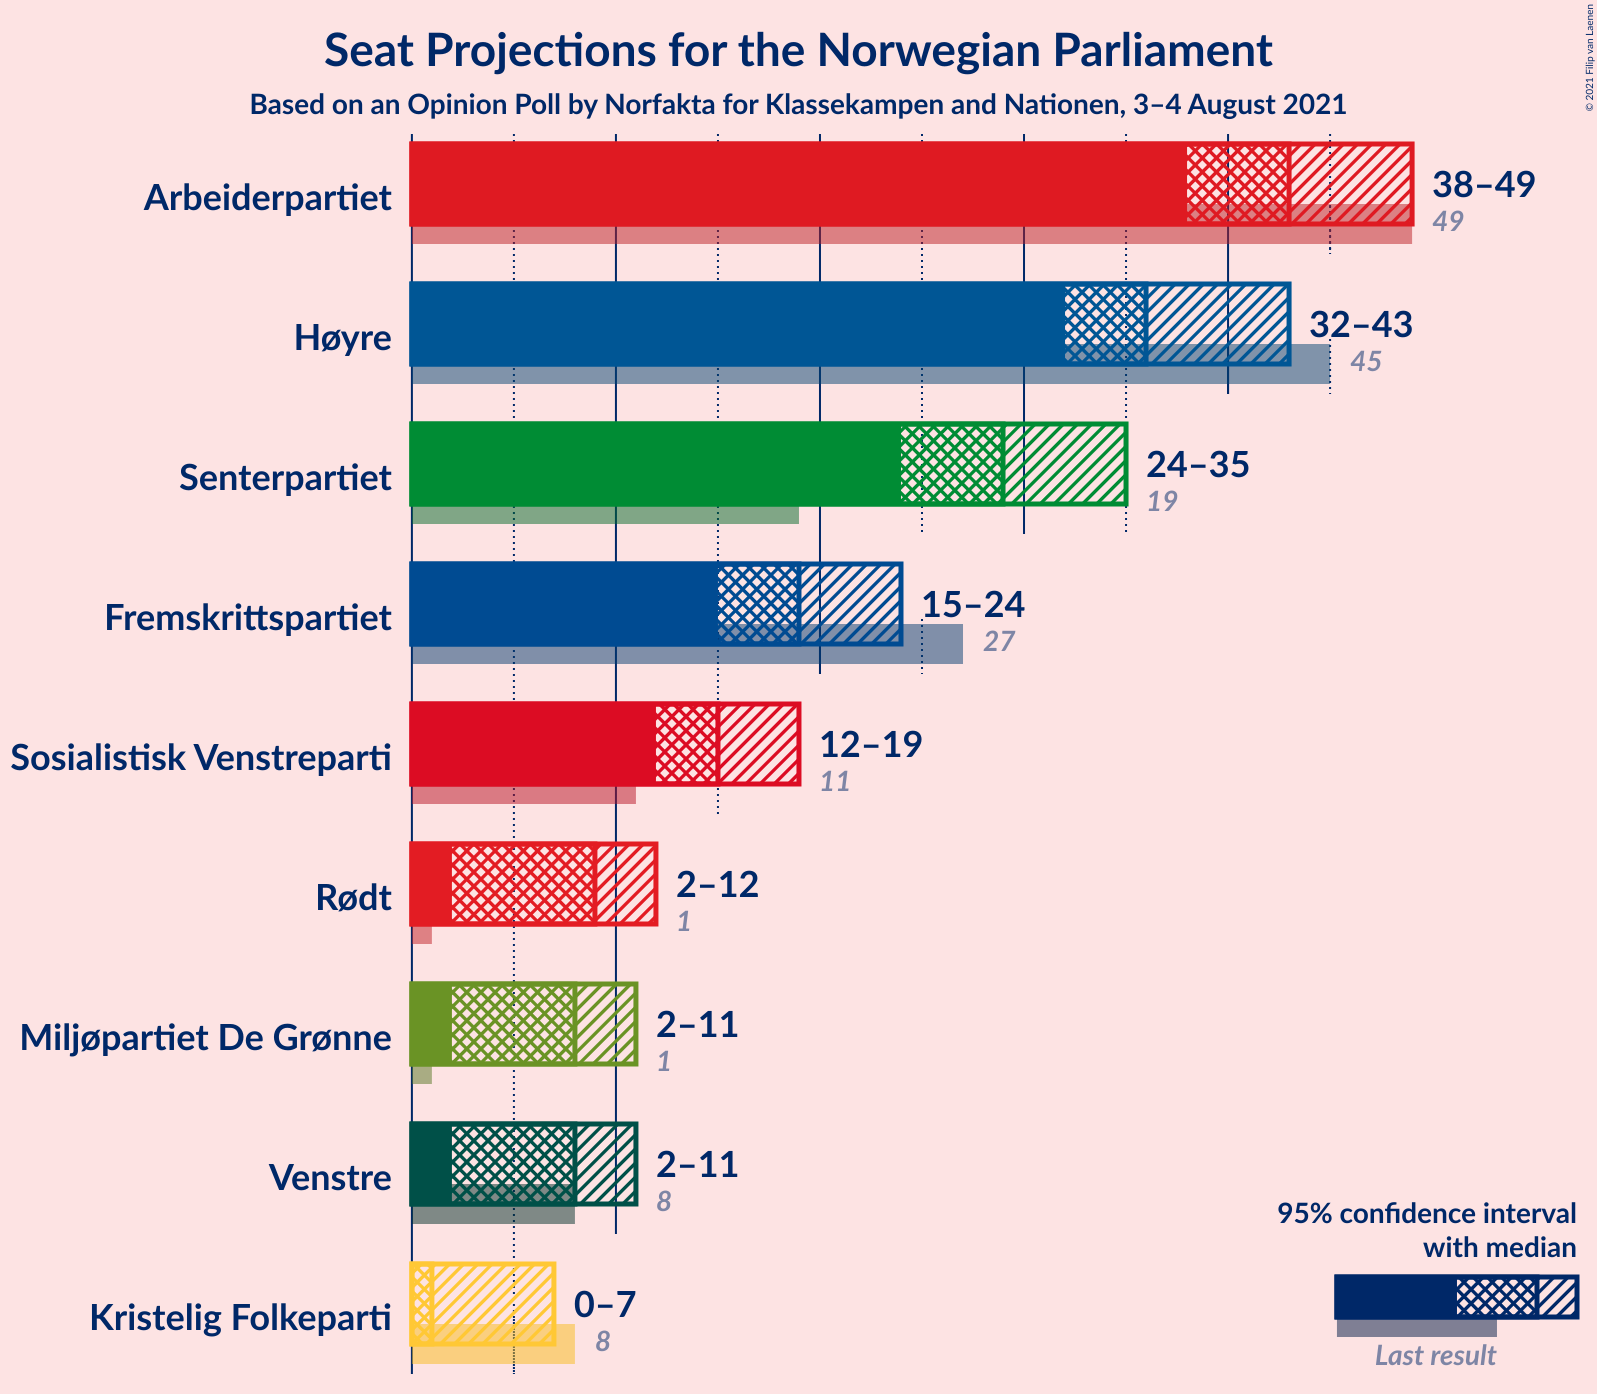 Seat Projections for the Norwegian Parliament
Based on an Opinion Poll by Norfakta for Klassekampen and Nationen, 3–4 August 2021
© 2021 Filip van Laenen
Arbeiderpartiet
38–49
49
Høyre
32–43
45
Senterpartiet
24–35
19
Fremskrittspartiet
15–24
27
Sosialistisk Venstreparti
12–19
11
Rødt
2–12
1
Miljøpartiet De Grønne
2–11
1
Venstre
2–11
8
Kristelig Folkeparti
0–7
8
95% confidence interval
with median
Last result